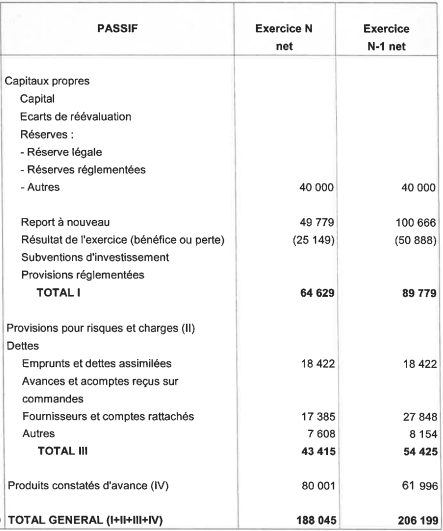 PASSIF Exercice N Exercice
net N-1 net
Capitaux propres
Capital
Ecarts de réévaluation
Réserves :
- Réserve légale
- Réserves réglementées
- Autres 40 000 40 000
Report à nouveau 49 779 100 666
Résultat de l'exercice (bénéfice ou perte) (25 149) (50 888)
Subventions d'investissement
Provisions réglementées
TOTAL I 64 629 89 779
Provisions pour risques et charges (II)
Dettes
Emprunts et dettes assimilées 18 422 18 422
Avances et acomptes reçus sur
commandes
Fournisseurs et comptes rattachés 17 385 27 848
Autres 7 608 8 154
TOTAL III 43 415 54 425
Produits constatés d'avance (IV) 80 001 61 996
TOTAL GENERAL (I+II+III+IV) 188 045 206 199